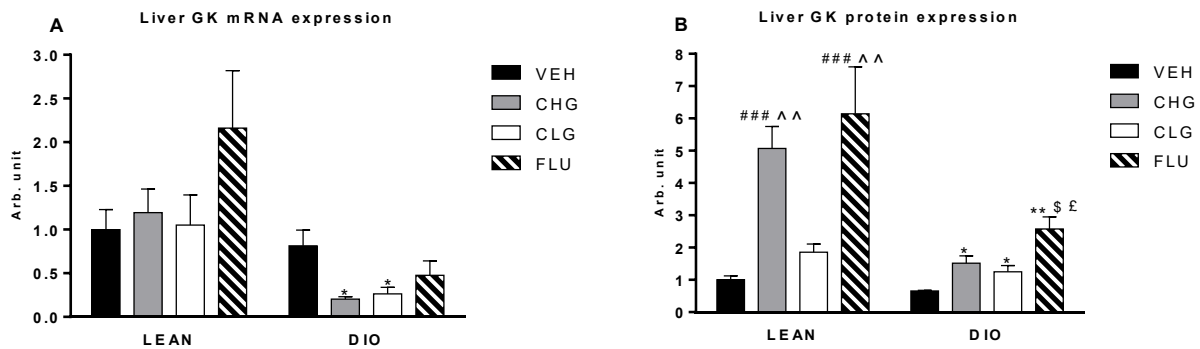 Liver GK mRNA expression
A
3.0
2.5
2.0
1.5
1.0
0.5
0.0
Arb. unit
*
*
LEAN
DIO
VEH
CHG
CLG
FLU
Liver GK protein expression
B
8
7
6
5
4
3
2
1
0
Arb. unit
### ^ ^
### ^ ^
*
*
** $ £
LEAN
DIO
VEH
CHG
CLG
FLU